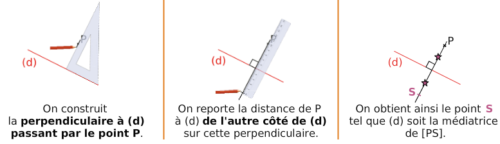 P
(d)
On construit
la perpendiculaire à (d)
passant par le point P.
P
(d)
On reporte la distance de P
à (d) de l'autre côté de (d)
sur cette perpendiculaire.
P
(d)
S
On obtient ainsi le point S
tel que (d) soit la médiatrice
de [PS].